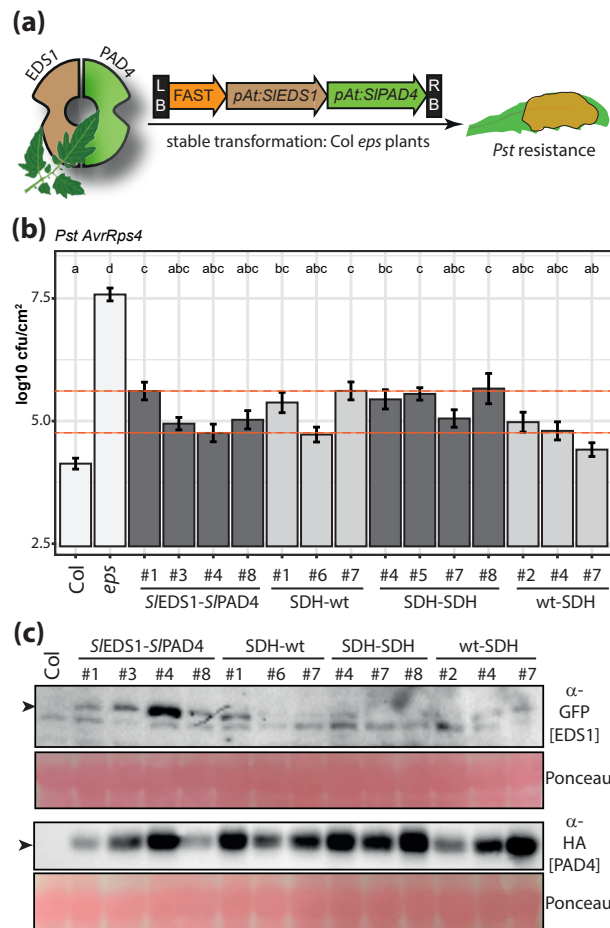 (a)
EDS1 PAD4
LB FAST pAt:SlEDS1 pAt:SlPAD4 RB
stable transformation: Col eps plants
Pst resistance
(b) Pst AvrRps4
a d c abc abc abc bc abc c bc c abc c abc abc ab
log10 cfu/cm²
7.5
5.0
2.5
Col eps #1 #3 #4 #8 #1 #6 #7 #4 #5 #7 #8 #2 #4 #7
SlEDS1-SlPAD4 SDH-wt SDH-SDH wt-SDH
(c)
Col SlEDS1-SlPAD4 SDH-wt SDH-SDH wt-SDH
#1 #3 #4 #8 #1 #6 #7 #4 #7 #8 #2 #4 #7
α-
GFP
[EDS1]
Ponceau
α-
HA
[PAD4]
Ponceau